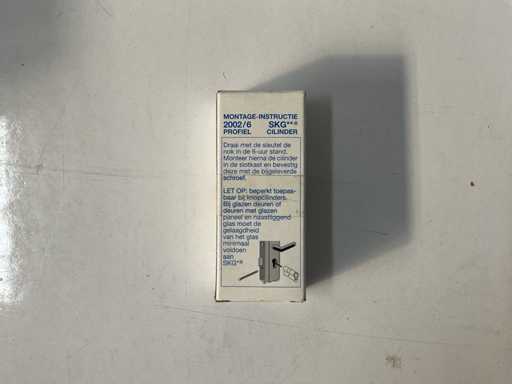 MONTAGE-INSTRUCTIE
2002/6 SKG**®
PROFIEL CILINDER
Draai met de sleutel de
nok in de 6-uur stand.
Monteer hierna de cilinder
in de slotkast en bevestig
deze met de bijgeleverde
schroef.
LET OP: beperkt toepas-
baar bij knopcilinders.
Bij glazen deuren of
deuren met glazen
paneel en naastliggend
glas moet de
gelaagdheid
van het glas
minimaal
voldoen
aan
SKG*®